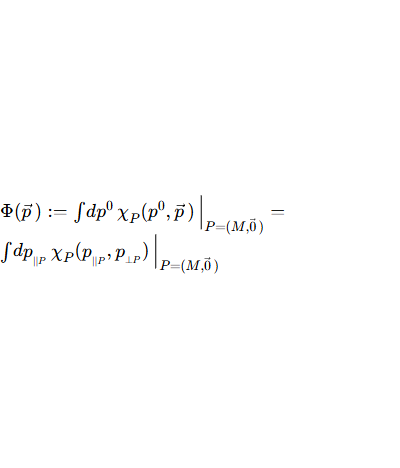 Φ(p⃗) := ∫dp⁰ χ_P(p⁰, p⃗) |_{P=(M,0⃗)} =
∫dp_{∥P} χ_P(p_{∥P}, p_{⊥P}) |_{P=(M,0⃗)}